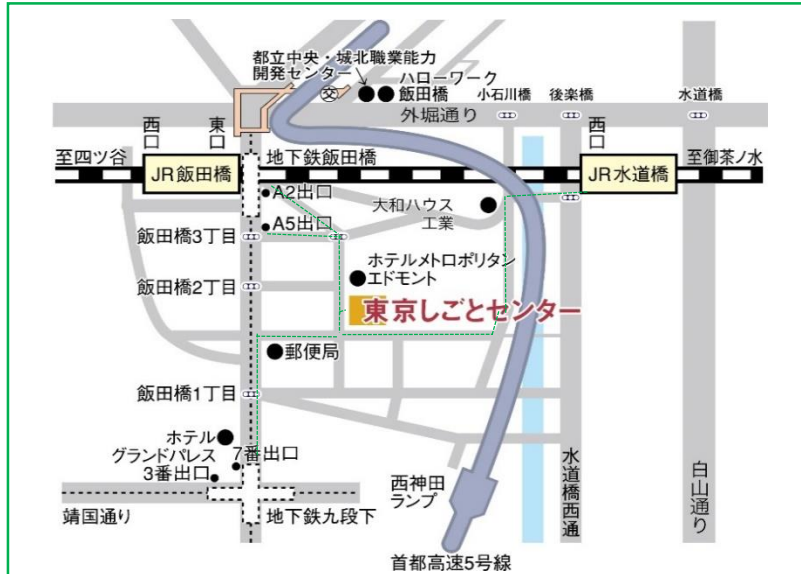 都立中央・城北職業能力
開発センター
交
ハローワーク
飯田橋
小石川橋
後楽橋
水道橋
外堀通り
西口
東口
地下鉄飯田橋
西口
至四ツ谷
JR飯田橋
JR水道橋
至御茶ノ水
A2出口
大和ハウス
工業
A5出口
飯田橋3丁目
ホテルメトロポリタン
エドモント
飯田橋2丁目
東京しごとセンター
郵便局
飯田橋1丁目
ホテル
グランドパレス
7番出口
3番出口
西神田
ランプ
水道橋西通
白山通り
靖国通り
地下鉄九段下
首都高速5号線